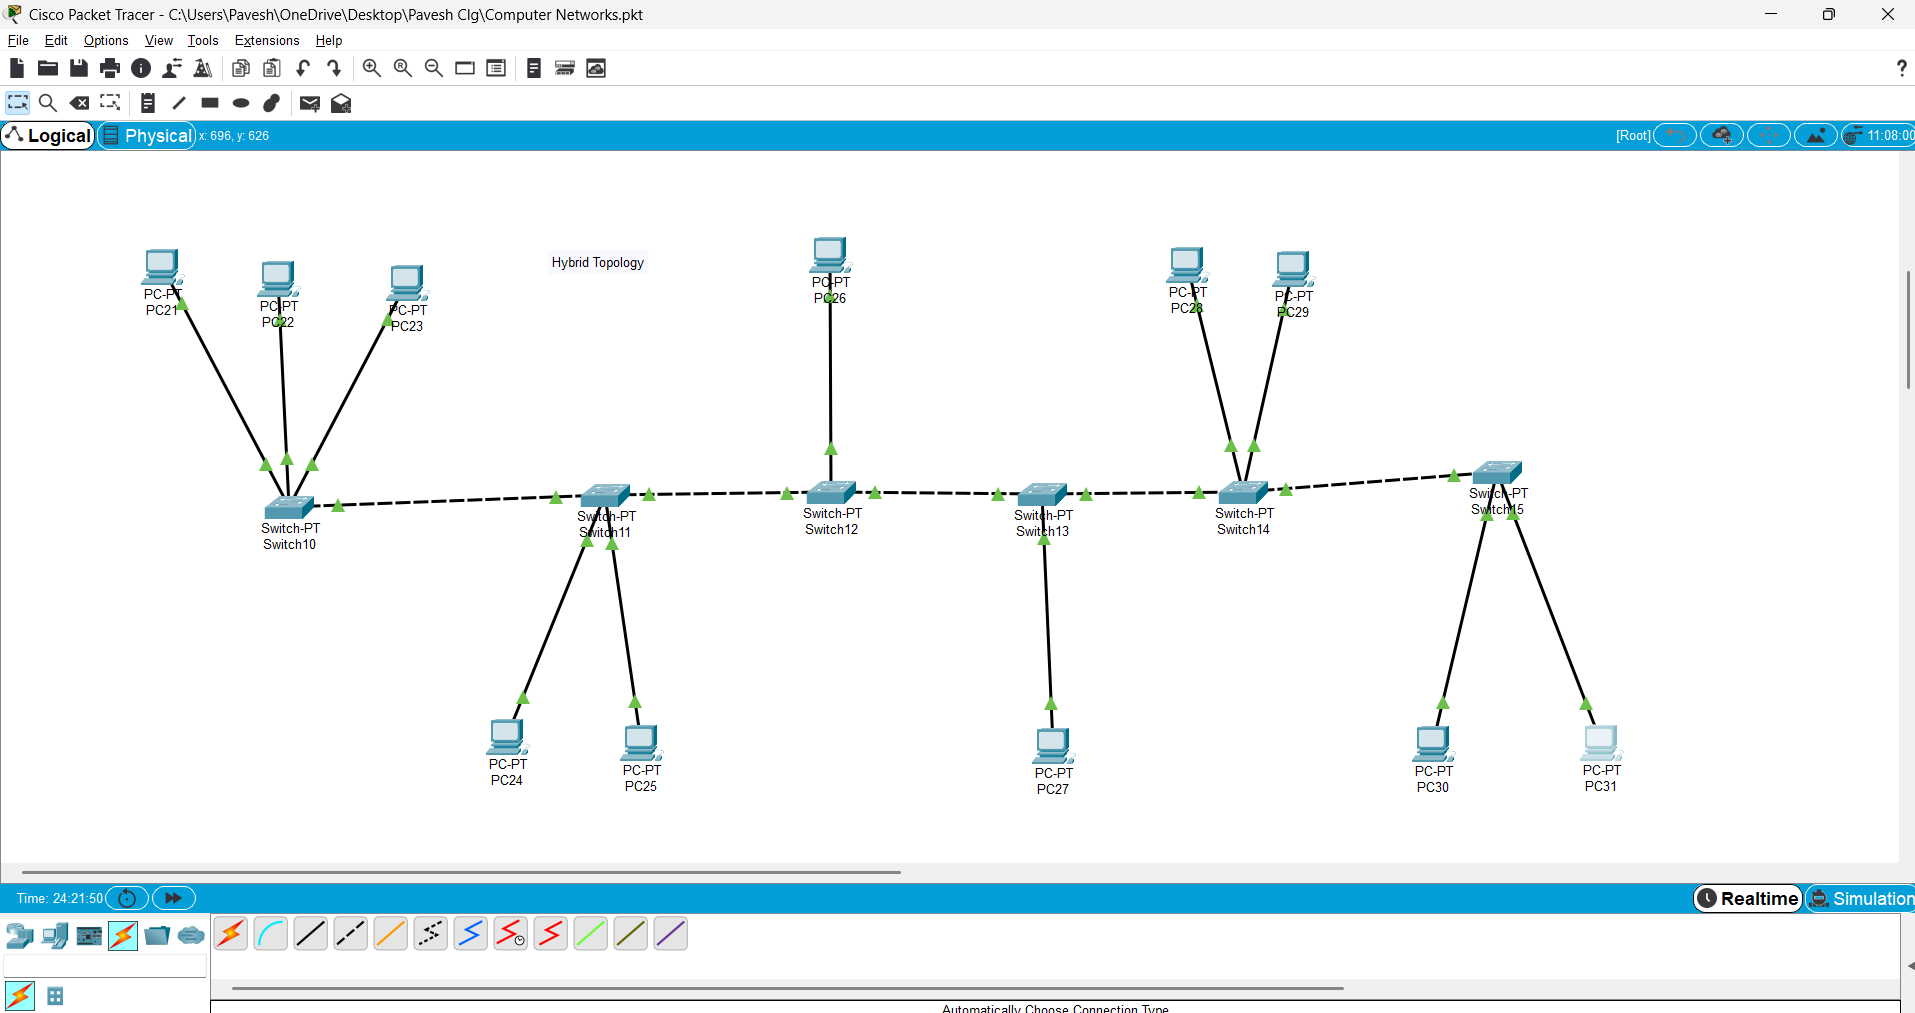 Cisco Packet Tracer - C:\Users\Pavesh\OneDrive\Desktop\Pavesh Clg\Computer Networks.pkt
File Edit Options View Tools Extensions Help
?
Logical Physical x: 696, y: 626 [Root] 11:08:00
Hybrid Topology
PC-PT
PC21
PC-PT
PC22
PC-PT
PC23
PC-PT
PC26
PC-PT
PC28
PC-PT
PC29
Switch-PT
Switch10
Switch-PT
Switch11
Switch-PT
Switch12
Switch-PT
Switch13
Switch-PT
Switch14
Switch-PT
Switch15
PC-PT
PC24
PC-PT
PC25
PC-PT
PC27
PC-PT
PC30
PC-PT
PC31
Time: 24:21:50 Realtime Simulation
Automatically Choose Connection Type